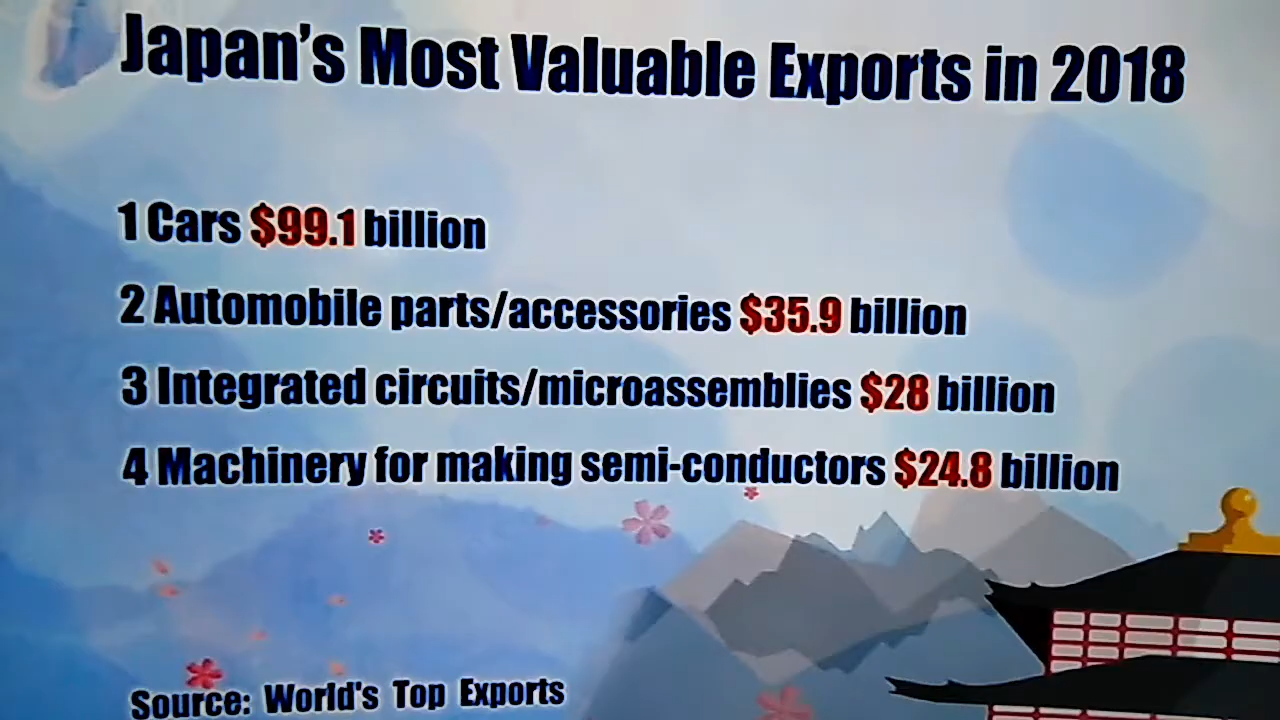 Japan's Most Valuable Exports in 2018
1 Cars $99.1 billion
2 Automobile parts/accessories $35.9 billion
3 Integrated circuits/microassemblies $28 billion
4 Machinery for making semi-conductors $24.8 billion
Source: World's Top Exports